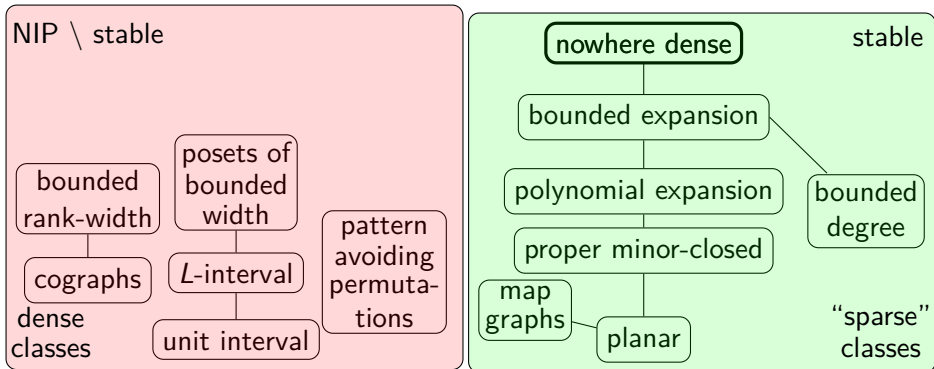 NIP \ stable
bounded
rank-width
cographs
dense
classes
posets of
bounded
width
L-interval
unit interval
pattern
avoiding
permuta-
tions
stable
nowhere dense
bounded expansion
polynomial expansion
bounded
degree
proper minor-closed
map
graphs
planar
“sparse”
classes